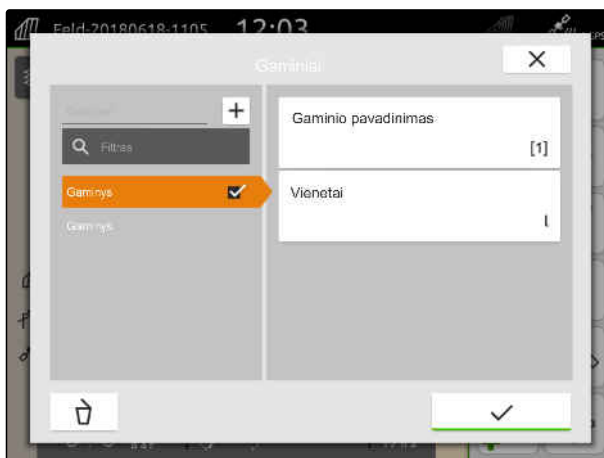 Feld-20180618-1105 12:03
Gaminiai
Gaminio pavadinimas
[1]
Filtras
Gaminys
Vienetai
l
Gaminys